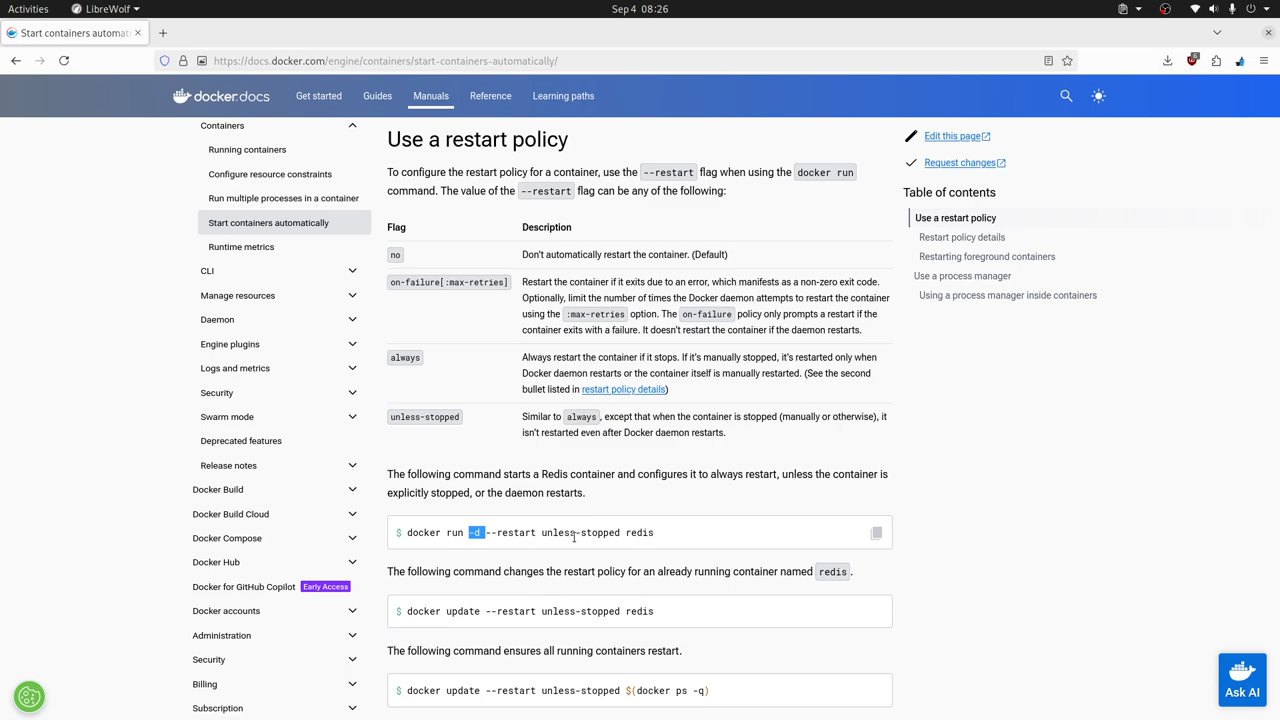 Activities
LibreWolf
Sep 4 08:26
Start containers automati
https://docs.docker.com/engine/containers/start-containers-automatically/
6
docker.docs
Get started
Guides
Manuals
Reference
Learning paths
Containers
Running containers
Configure resource constraints
Run multiple processes in a container
Start containers automatically
Runtime metrics
CLI
Manage resources
Daemon
Engine plugins
Logs and metrics
Security
Swarm mode
Deprecated features
Release notes
Docker Build
Docker Build Cloud
Docker Compose
Docker Hub
Docker for GitHub Copilot Early Access
Docker accounts
Administration
Security
Billing
Subscription
Use a restart policy
To configure the restart policy for a container, use the --restart flag when using the docker run
command. The value of the --restart flag can be any of the following:
Flag Description
no Don't automatically restart the container. (Default)
on-failure[:max-retries] Restart the container if it exits due to an error, which manifests as a non-zero exit code.
Optionally, limit the number of times the Docker daemon attempts to restart the container
using the :max-retries option. The on-failure policy only prompts a restart if the
container exits with a failure. It doesn't restart the container if the daemon restarts.
always Always restart the container if it stops. If it's manually stopped, it's restarted only when
Docker daemon restarts or the container itself is manually restarted. (See the second
bullet listed in restart policy details)
unless-stopped Similar to always, except that when the container is stopped (manually or otherwise), it
isn't restarted even after Docker daemon restarts.
The following command starts a Redis container and configures it to always restart, unless the container is
explicitly stopped, or the daemon restarts.
$ docker run -d --restart unless-stopped redis
The following command changes the restart policy for an already running container named redis.
$ docker update --restart unless-stopped redis
The following command ensures all running containers restart.
$ docker update --restart unless-stopped $(docker ps -q)
Edit this page
Request changes
Table of contents
Use a restart policy
Restart policy details
Restarting foreground containers
Use a process manager
Using a process manager inside containers
Ask AI